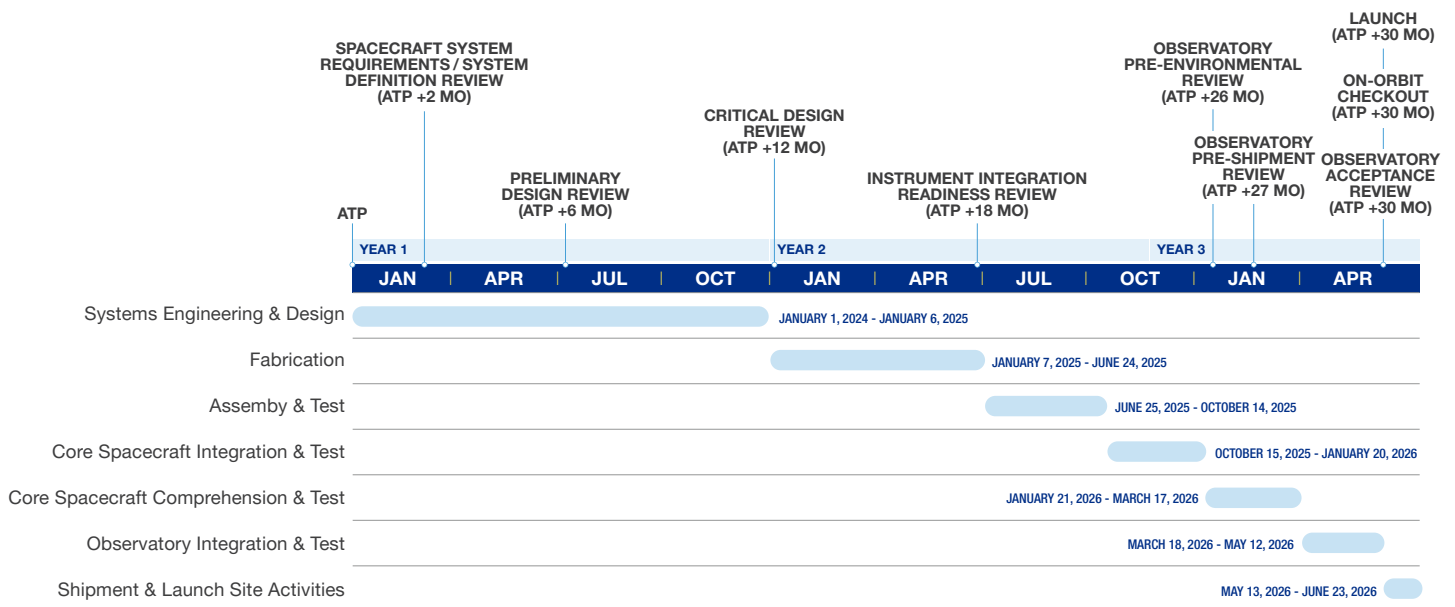 LAUNCH
(ATP +30 MO)
SPACECRAFT SYSTEM
REQUIREMENTS / SYSTEM
DEFINITION REVIEW
(ATP +2 MO)
OBSERVATORY
PRE-ENVIRONMENTAL
REVIEW
(ATP +26 MO)
ON-ORBIT
CHECKOUT
(ATP +30 MO)
CRITICAL DESIGN
REVIEW
(ATP +12 MO)
OBSERVATORY
PRE-SHIPMENT
REVIEW
(ATP +27 MO)
OBSERVATORY
ACCEPTANCE
REVIEW
(ATP +30 MO)
PRELIMINARY
DESIGN REVIEW
(ATP +6 MO)
INSTRUMENT INTEGRATION
READINESS REVIEW
(ATP +18 MO)
ATP
YEAR 1 YEAR 2 YEAR 3
JAN APR JUL OCT JAN APR JUL OCT JAN APR
Systems Engineering & Design JANUARY 1, 2024 - JANUARY 6, 2025
Fabrication JANUARY 7, 2025 - JUNE 24, 2025
Assemby & Test JUNE 25, 2025 - OCTOBER 14, 2025
Core Spacecraft Integration & Test OCTOBER 15, 2025 - JANUARY 20, 2026
Core Spacecraft Comprehension & Test JANUARY 21, 2026 - MARCH 17, 2026
Observatory Integration & Test MARCH 18, 2026 - MAY 12, 2026
Shipment & Launch Site Activities MAY 13, 2026 - JUNE 23, 2026